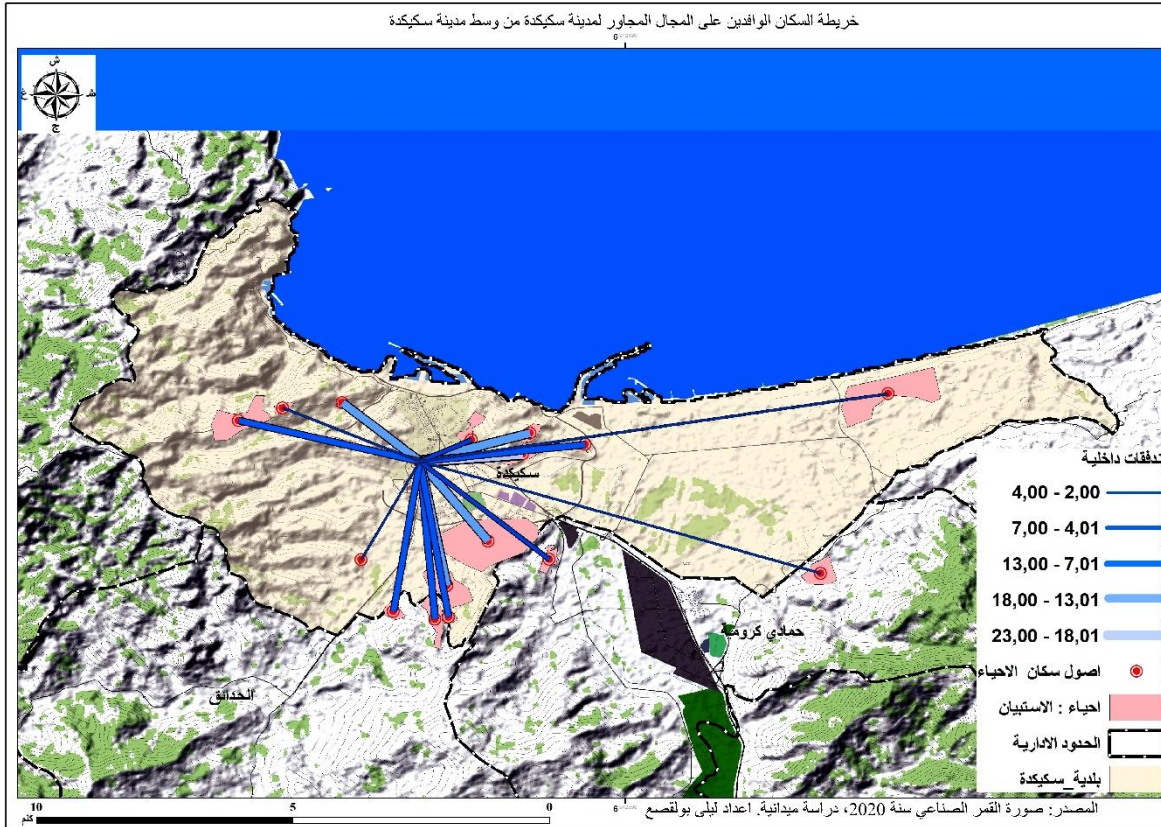 خريطة السكان الوافدين على المجال المجاور لمدينة سكيكدة من وسط مدينة سكيكدة
ش
غ
ج
سكيكدة
حمادي كرومة
الحدائق
تدفقات داخلية
4,00 - 2,00
7,00 - 4,01
13,00 - 7,01
18,00 - 13,01
23,00 - 18,01
اصول سكان الاحياء
احياء : الاستبيان
الحدود الادارية
بلدية_سكيكدة
المصدر: صورة القمر الصناعي سنة 2020، دراسة ميدانية. اعداد ليلى بولقصع
10 5 0
كلم